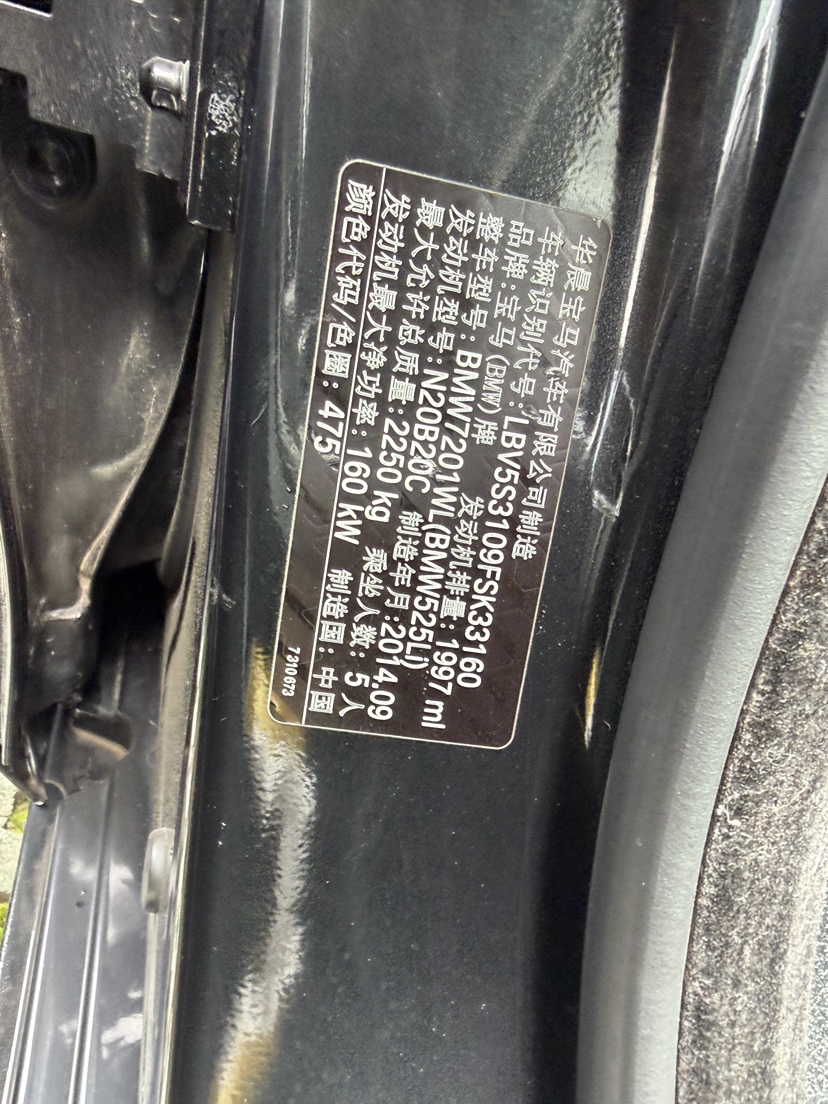 华晨宝马汽车有限公司制造
车辆识别代号:LBV5S3109FSK33160
品牌:宝马(BMW)牌 发动机排量:1997 ml
整车型号:BMW7201WL(BMW525Li)
发动机型号:N20B20C 制造年月:2014.09
最大允许总质量:2250 kg 乘坐人数:5人
发动机最大净功率:160 kW 制造国:中国
颜色代码/色圈:475
7310673